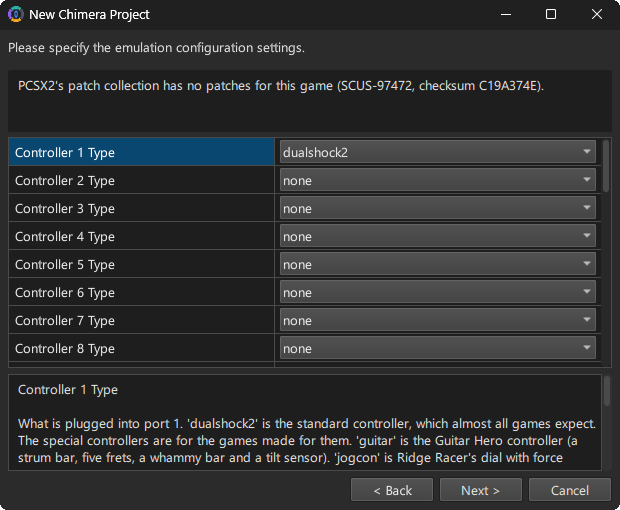 New Chimera Project
Please specify the emulation configuration settings.
PCSX2's patch collection has no patches for this game (SCUS-97472, checksum C19A374E).
Controller 1 Type dualshock2
Controller 2 Type none
Controller 3 Type none
Controller 4 Type none
Controller 5 Type none
Controller 6 Type none
Controller 7 Type none
Controller 8 Type none
Controller 1 Type
What is plugged into port 1. 'dualshock2' is the standard controller, which almost all games expect.
The special controllers are for the games made for them. 'guitar' is the Guitar Hero controller (a
strum bar, five frets, a whammy bar and a tilt sensor). 'jogcon' is Ridge Racer's dial with force
< Back Next > Cancel